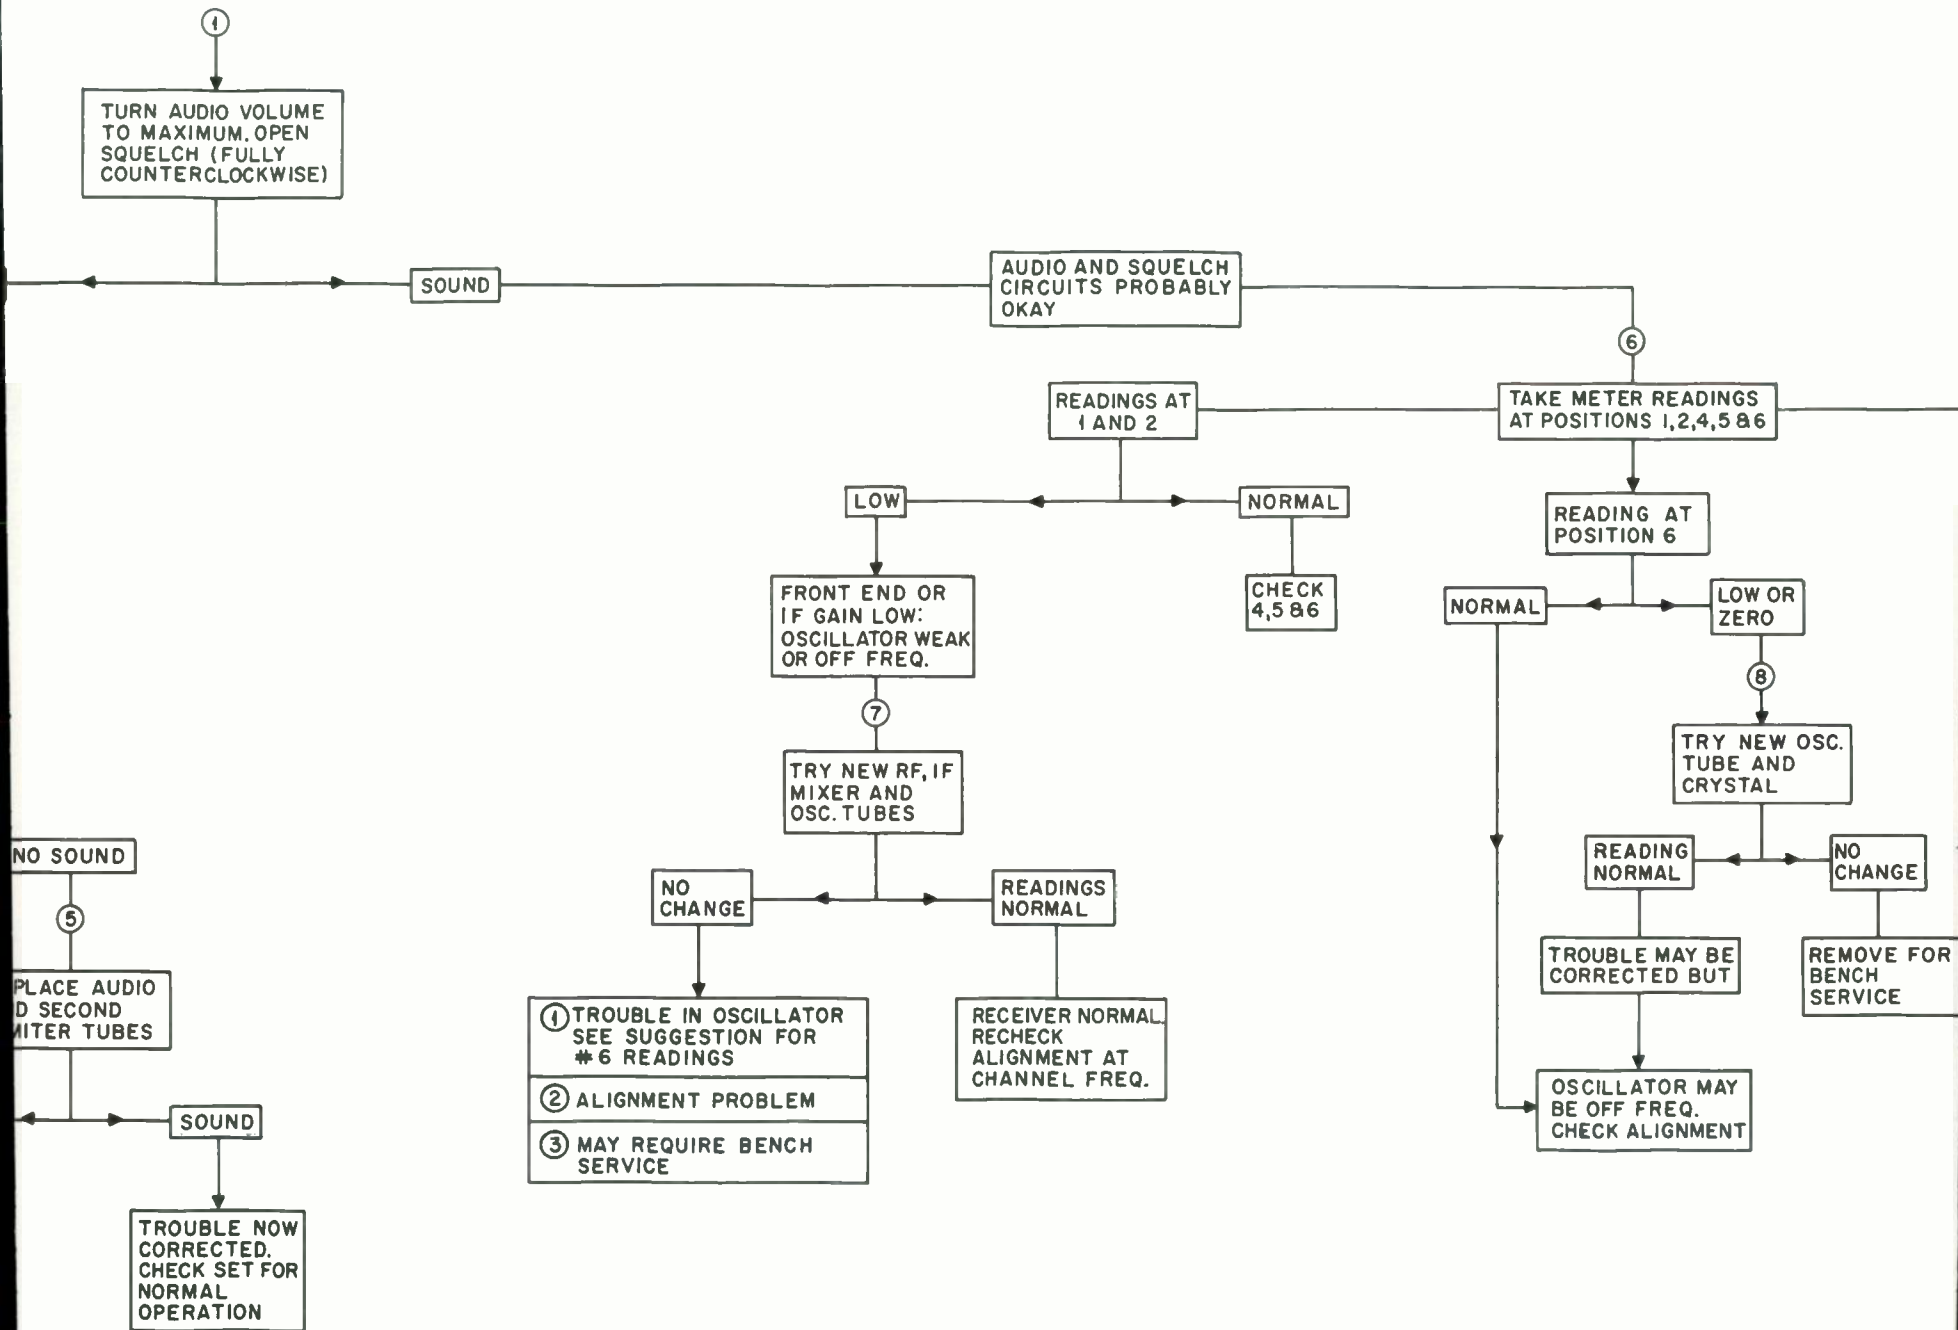 1
TURN AUDIO VOLUME
TO MAXIMUM. OPEN
SQUELCH (FULLY
COUNTERCLOCKWISE)
SOUND
AUDIO AND SQUELCH
CIRCUITS PROBABLY
OKAY
6
TAKE METER READINGS
AT POSITIONS 1,2,4,5&6
READINGS AT
1 AND 2
LOW
NORMAL
READING AT
POSITION 6
FRONT END OR
IF GAIN LOW:
OSCILLATOR WEAK
OR OFF FREQ.
CHECK
4,5&6
NORMAL
LOW OR
ZERO
7
8
TRY NEW RF, IF
MIXER AND
OSC. TUBES
TRY NEW OSC.
TUBE AND
CRYSTAL
NO SOUND
5
PLACE AUDIO
D SECOND
MITER TUBES
SOUND
TROUBLE NOW
CORRECTED.
CHECK SET FOR
NORMAL
OPERATION
NO
CHANGE
READINGS
NORMAL
1 TROUBLE IN OSCILLATOR
SEE SUGGESTION FOR
#6 READINGS
2 ALIGNMENT PROBLEM
3 MAY REQUIRE BENCH
SERVICE
RECEIVER NORMAL
RECHECK
ALIGNMENT AT
CHANNEL FREQ.
READING
NORMAL
NO
CHANGE
TROUBLE MAY BE
CORRECTED BUT
REMOVE FOR
BENCH
SERVICE
OSCILLATOR MAY
BE OFF FREQ.
CHECK ALIGNMENT